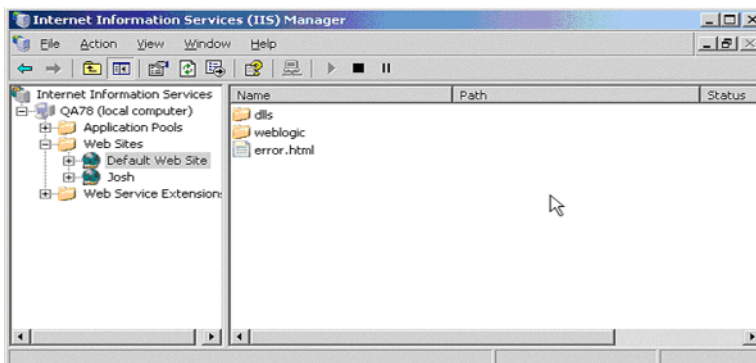 Internet Information Services (IIS) Manager
File Action View Window Help
Internet Information Services
QA78 (local computer)
Application Pools
Web Sites
Default Web Site
Josh
Web Service Extension
Name Path Status
dlls
weblogic
error.html